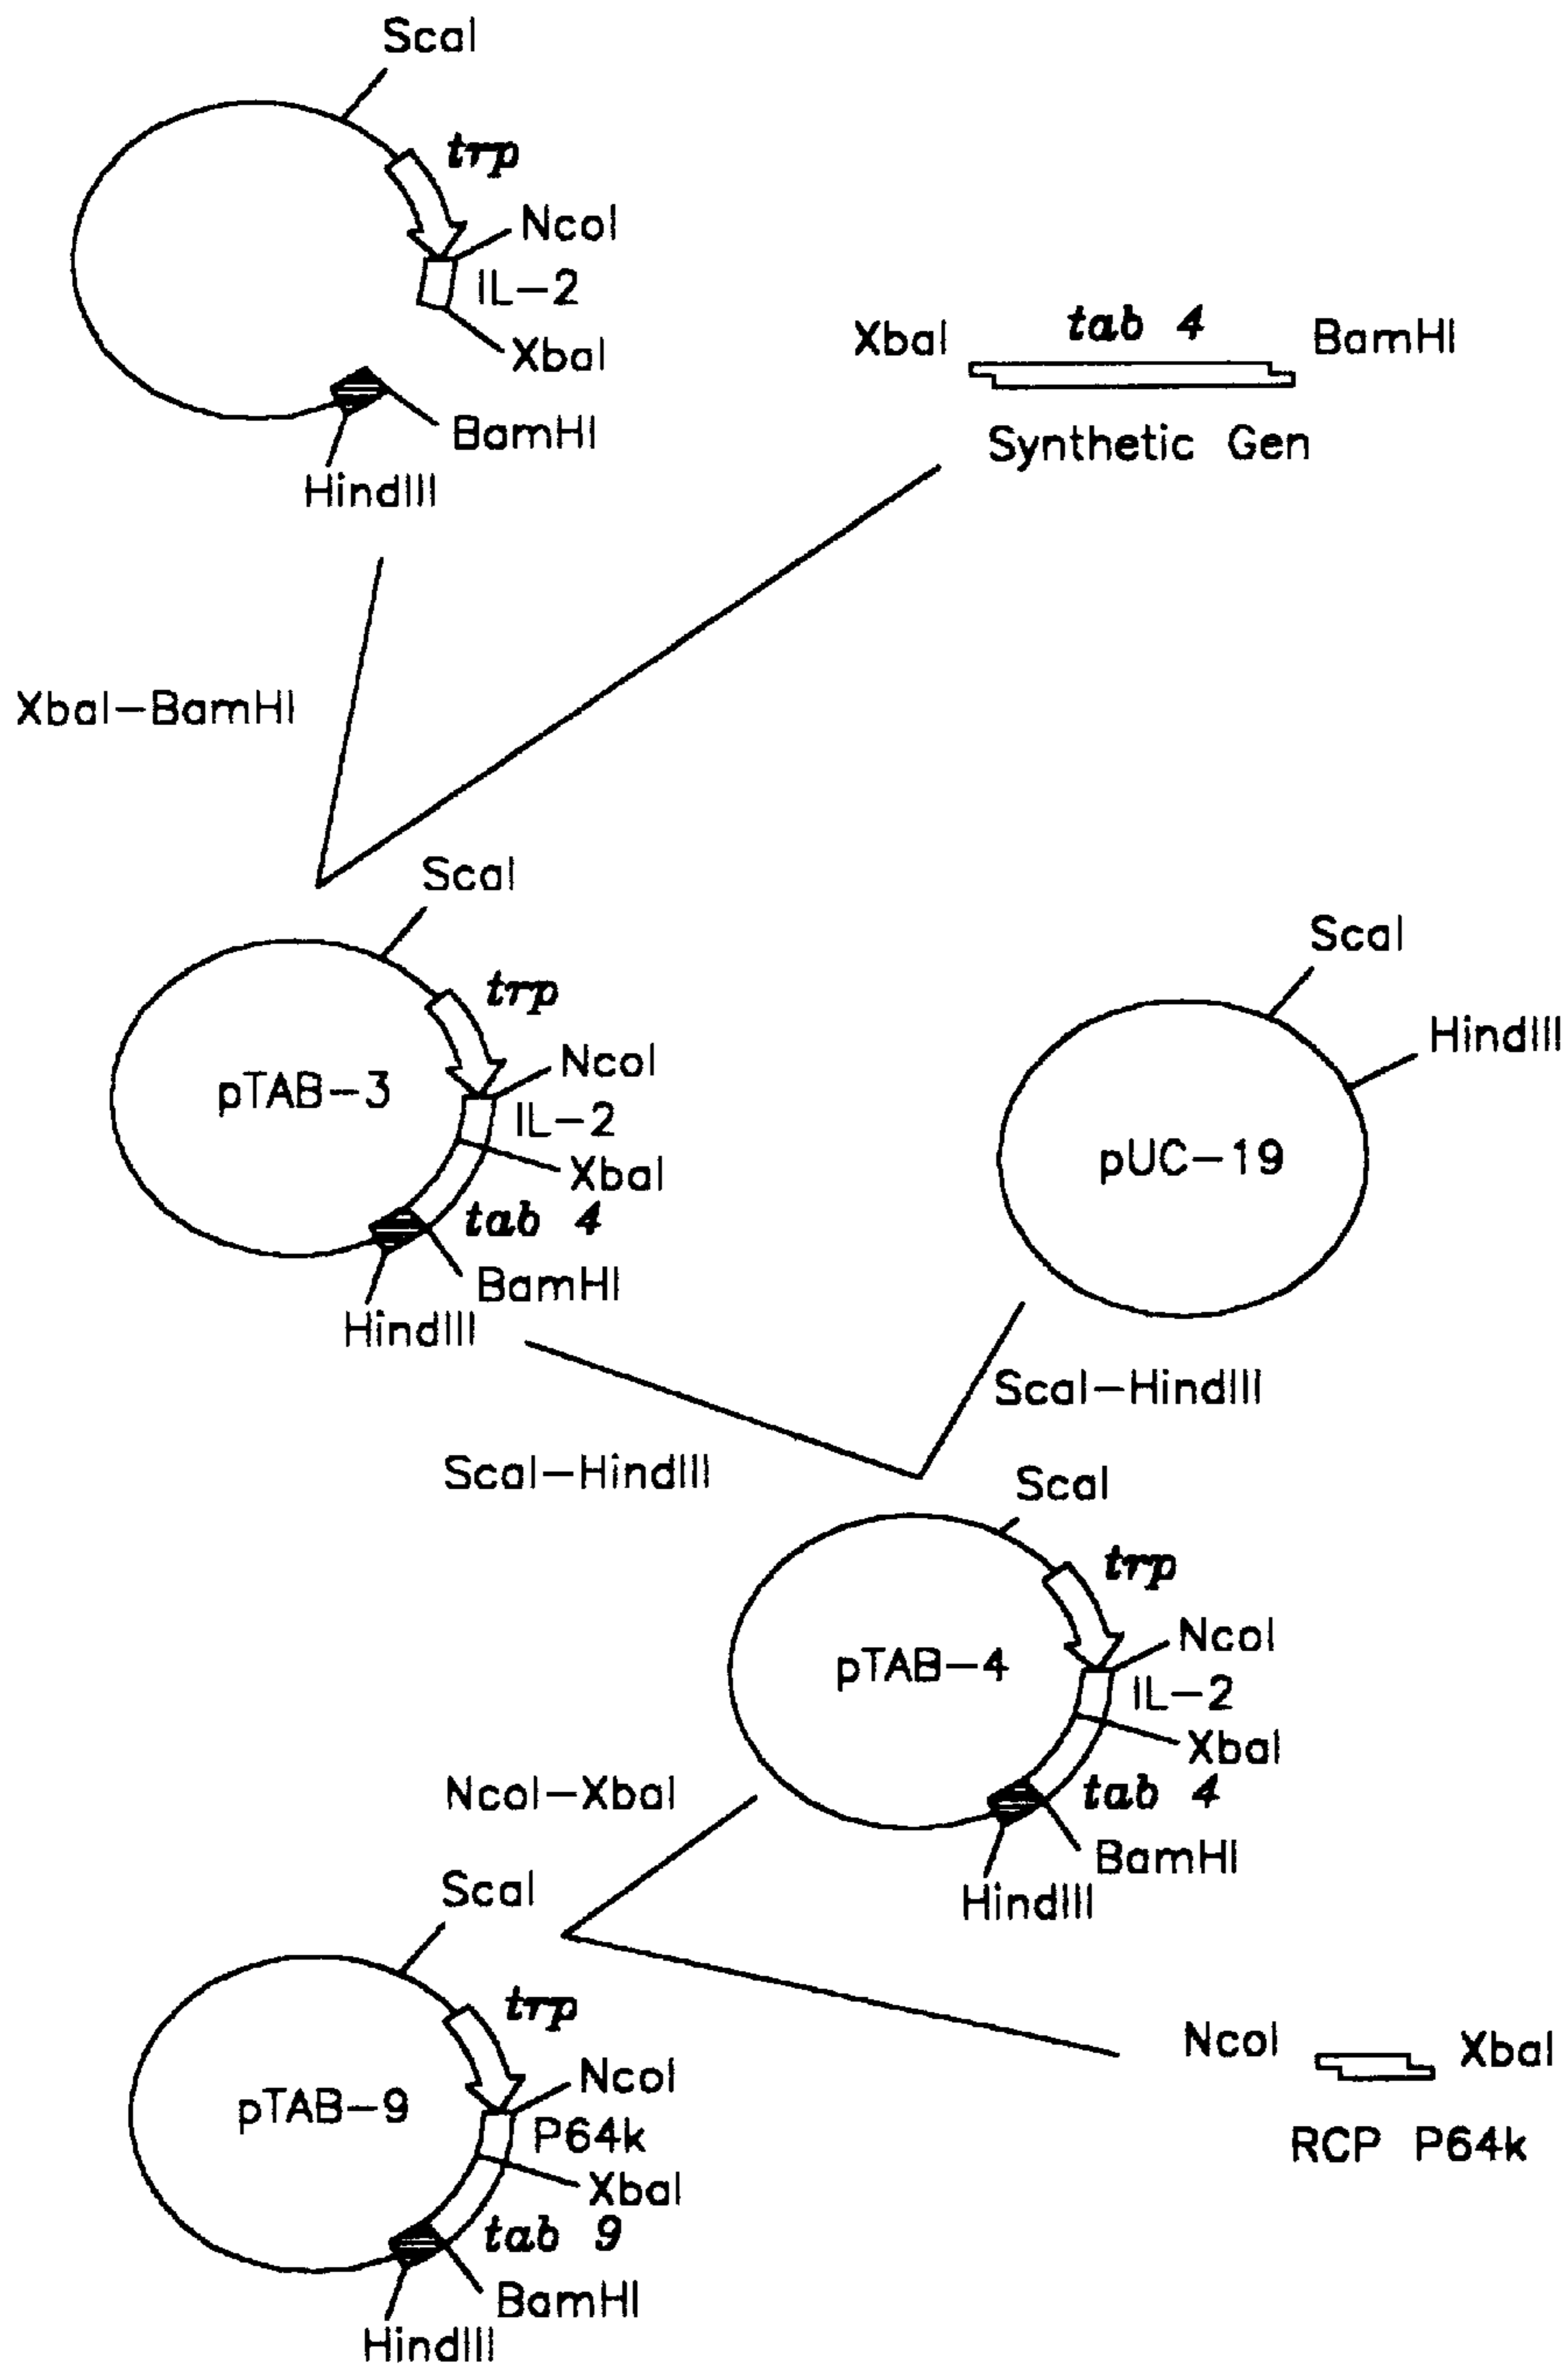 ScaI
trp
NcoI
IL-2
XbaI
BamHI
HindIII
XbaI
tab 4
BamHI
Synthetic Gen
XbaI-BamHI
ScaI
trp
NcoI
pTAB-3
IL-2
XbaI
tab 4
BamHI
HindIII
ScaI
HindIII
pUC-19
ScaI-HindIII
ScaI-HindIII
ScaI
trp
NcoI
pTAB-4
IL-2
XbaI
tab 4
BamHI
HindIII
NcoI-XbaI
ScaI
trp
NcoI
pTAB-9
P64k
XbaI
tab 9
BamHI
HindIII
NcoI
XbaI
RCP P64k